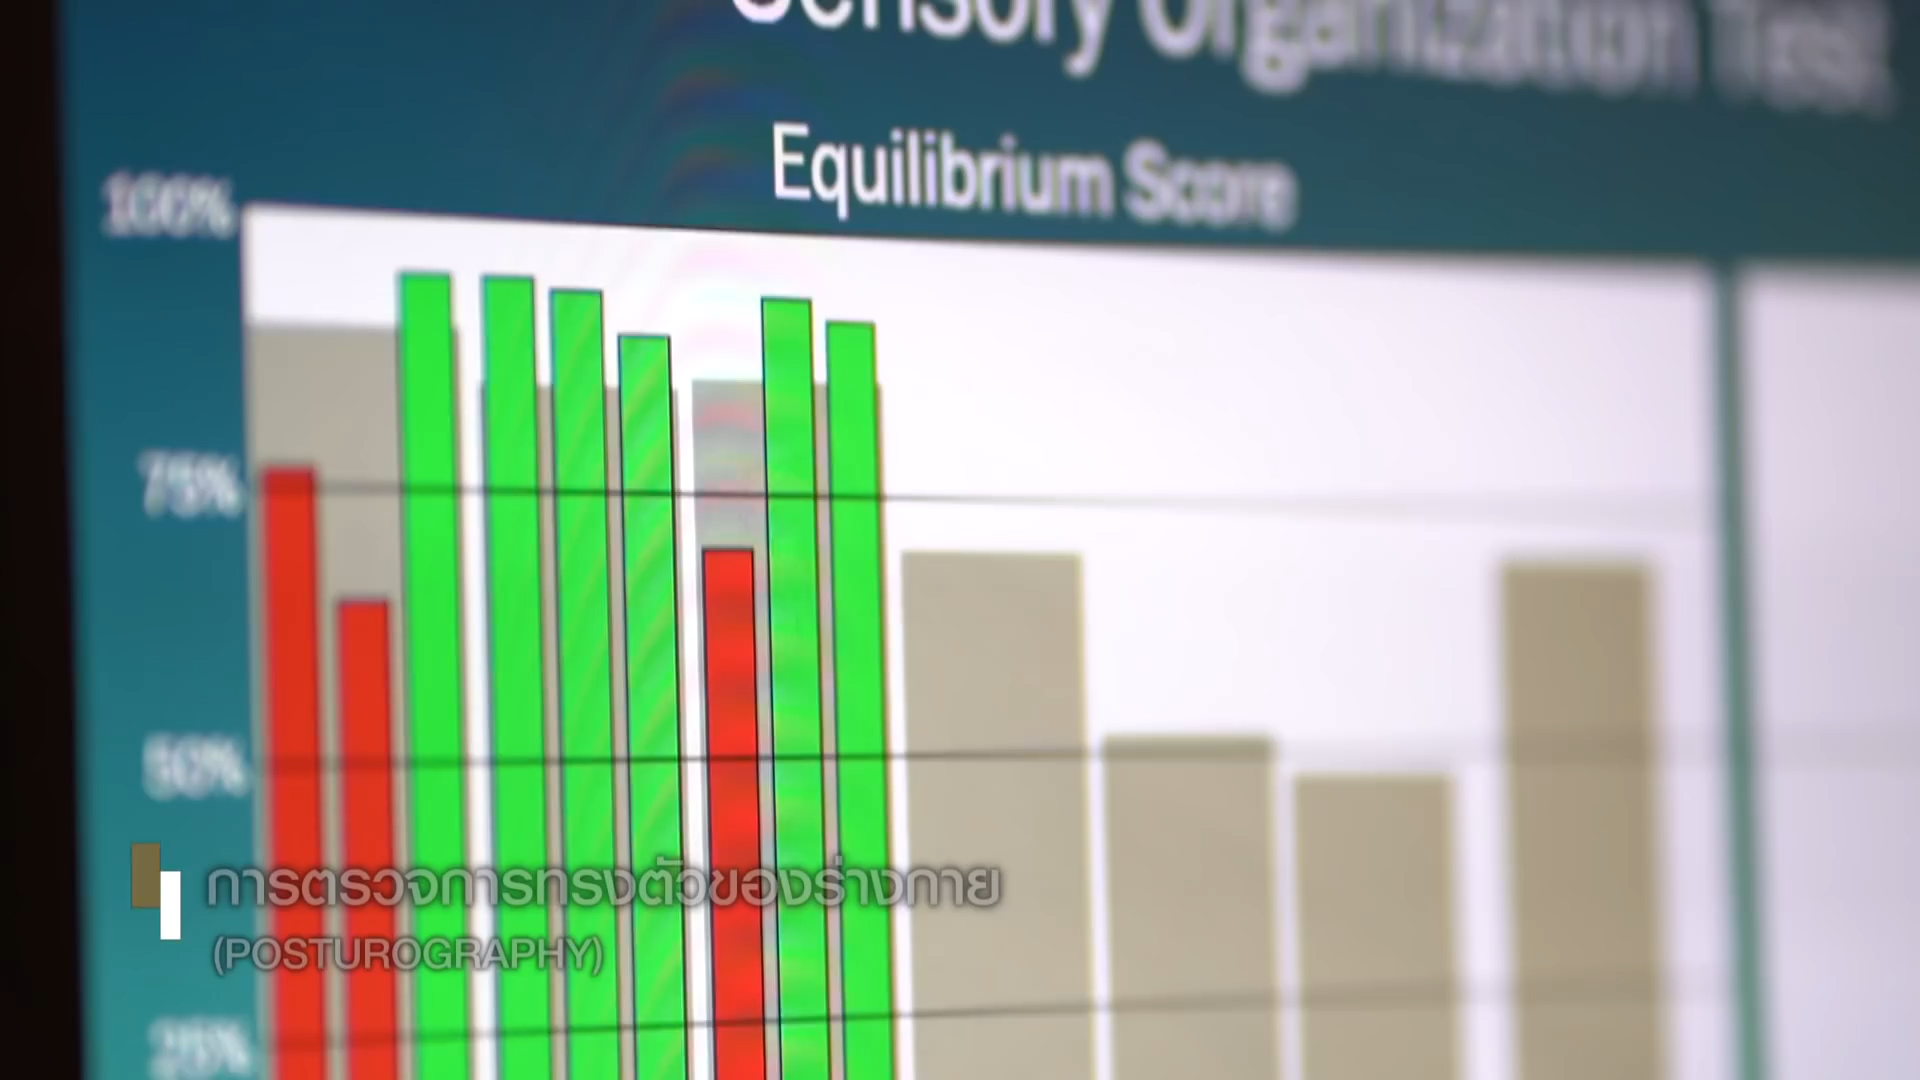 Sensory Organization Test
Equilibrium Score
100%
75%
50%
25%
การตรวจการทรงตัวของร่างกาย
(POSTUROGRAPHY)